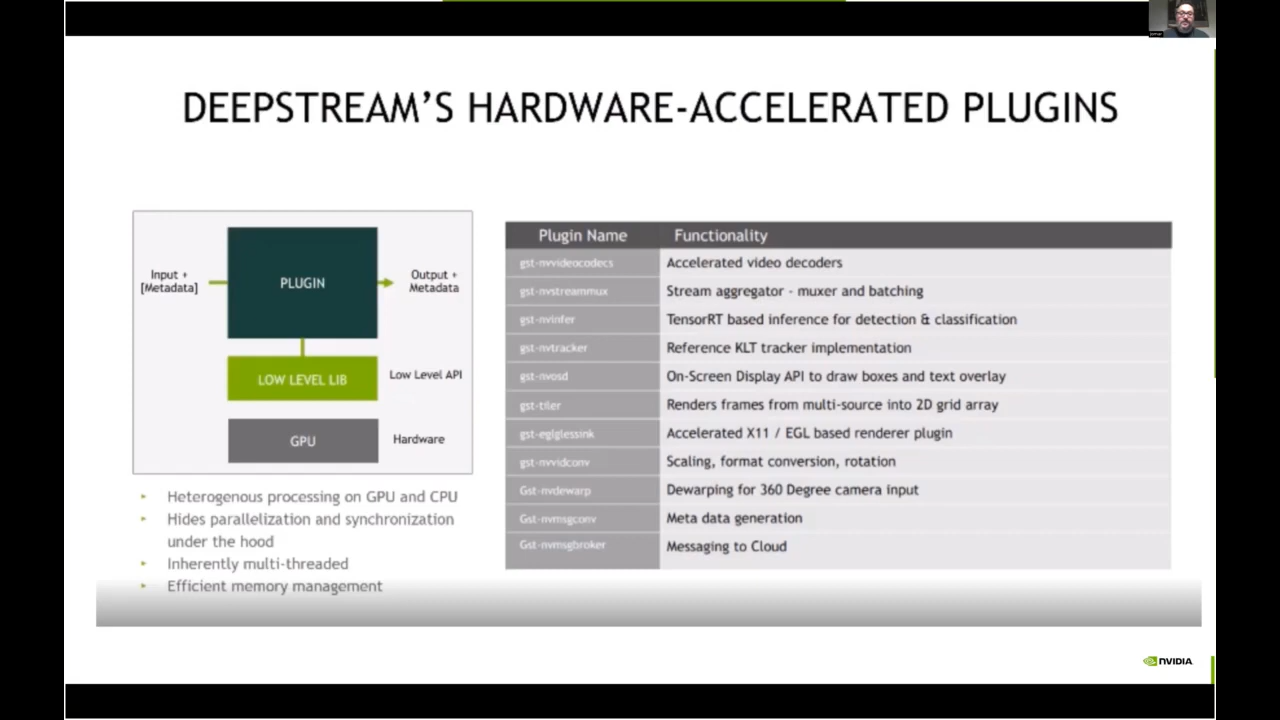 DEEPSTREAM'S HARDWARE-ACCELERATED PLUGINS
Input +
[Metadata]
PLUGIN
Output +
Metadata
LOW LEVEL LIB
Low Level API
GPU
Hardware
▸ Heterogenous processing on GPU and CPU
▸ Hides parallelization and synchronization
under the hood
▸ Inherently multi-threaded
▸ Efficient memory management
Plugin Name Functionality
gst-nvvideocodecs Accelerated video decoders
gst-nvstreammux Stream aggregator - muxer and batching
gst-nvinfer TensorRT based inference for detection & classification
gst-nvtracker Reference KLT tracker implementation
gst-nvosd On-Screen Display API to draw boxes and text overlay
gst-tiler Renders frames from multi-source into 2D grid array
gst-eglglessink Accelerated X11 / EGL based renderer plugin
gst-nvvidconv Scaling, format conversion, rotation
Gst-nvdewarp Dewarping for 360 Degree camera input
Gst-nvmsgconv Meta data generation
Gst-nvmsgbroker Messaging to Cloud
NVIDIA.